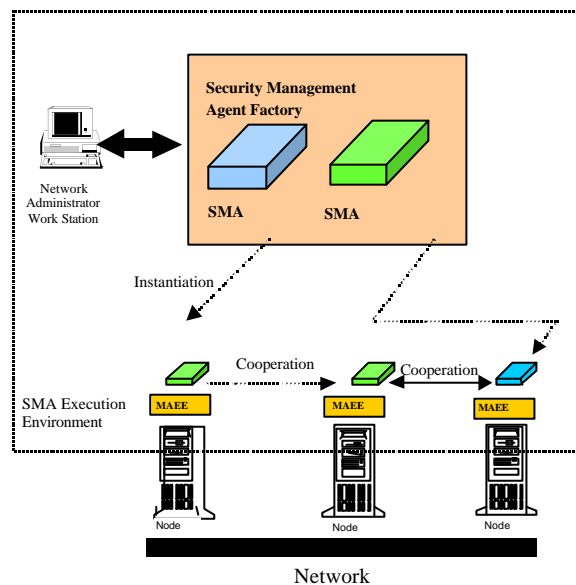 Security Management
Agent Factory
SMA
SMA
Network
Administrator
Work Station
Instantiation
Cooperation
Cooperation
SMA Execution
Environment
MAEE
MAEE
MAEE
Node
Node
Node
Network